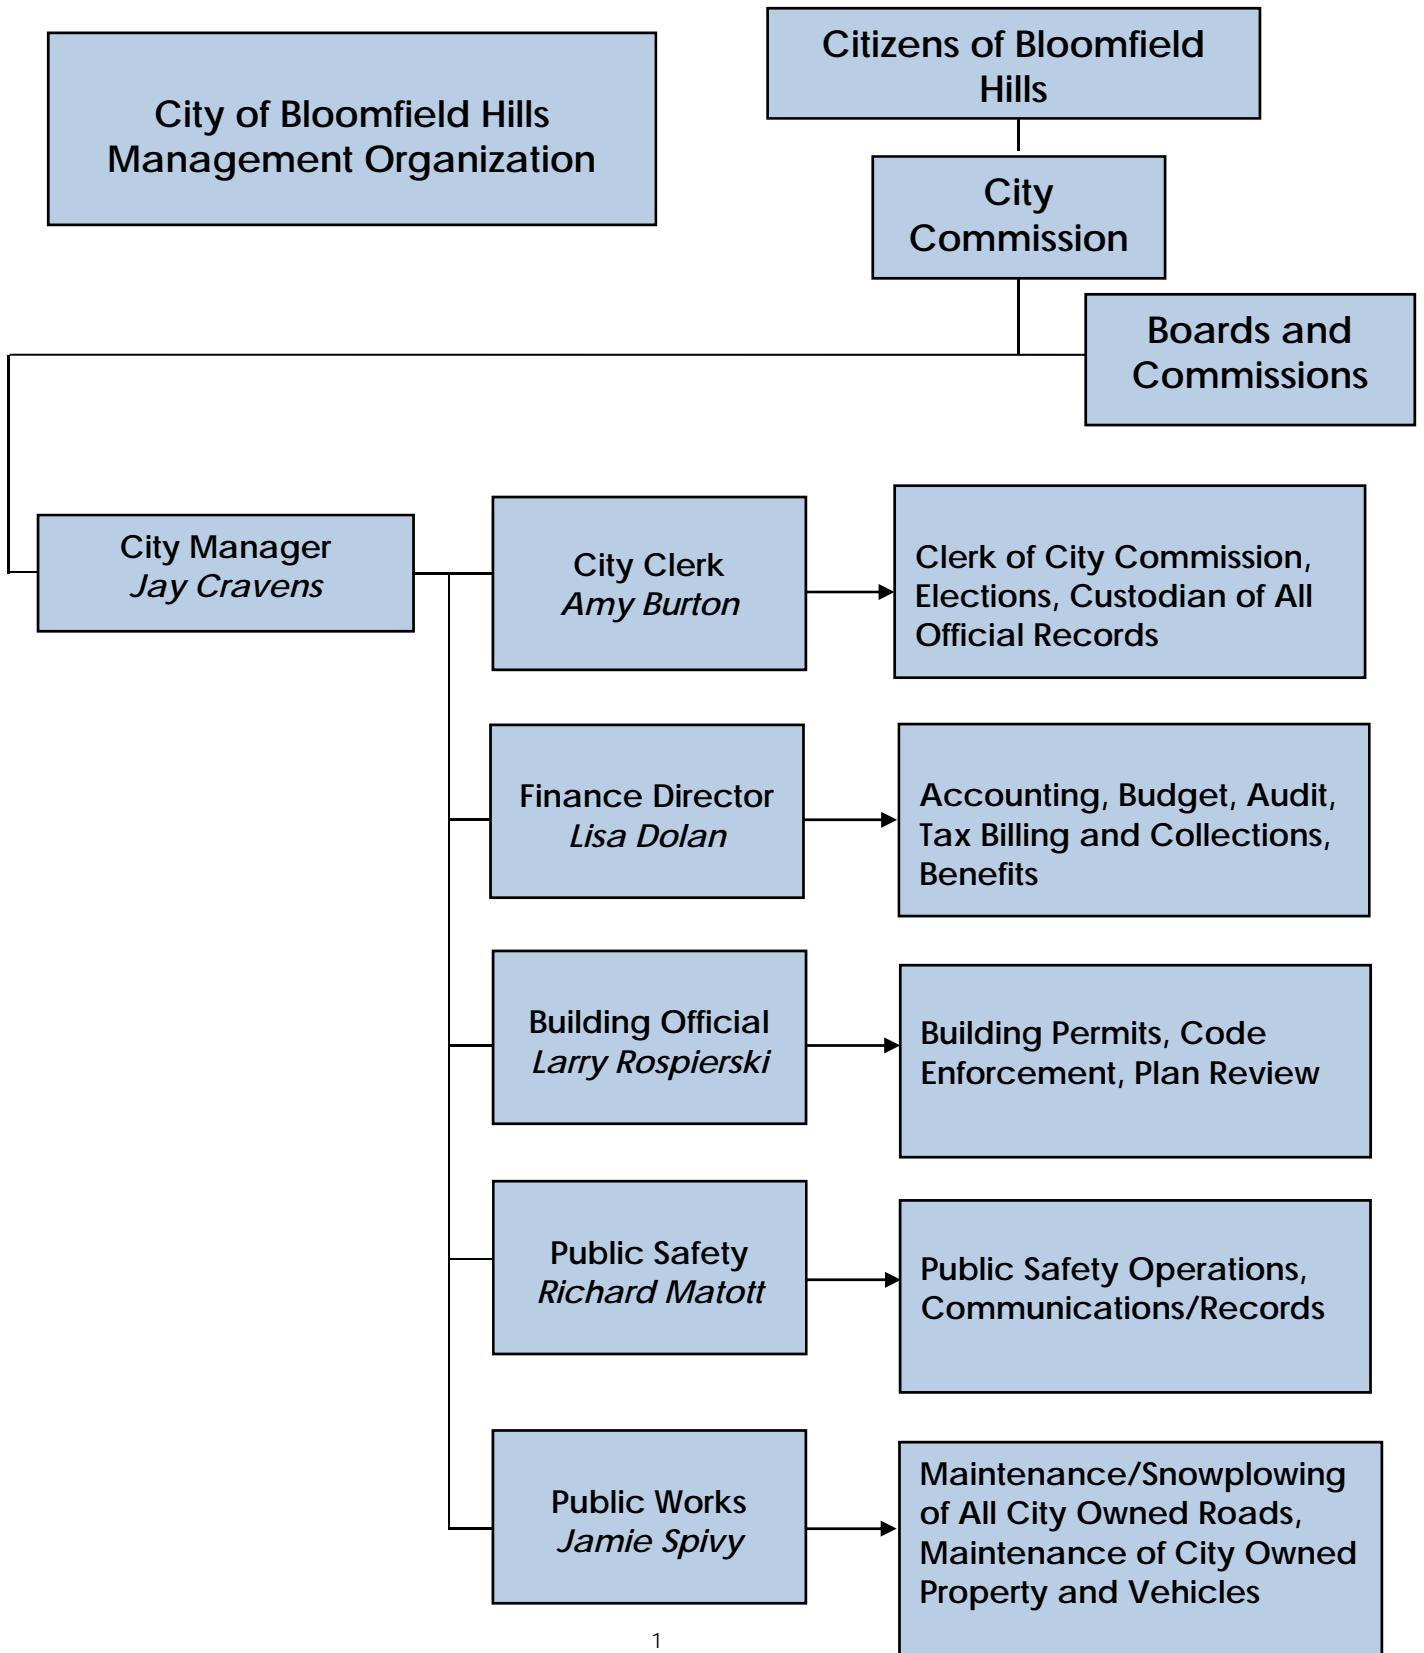 City of Bloomfield Hills
Management Organization
Citizens of Bloomfield
Hills
City
Commission
Boards and
Commissions
City Manager
Jay Cravens
City Clerk
Amy Burton
Clerk of City Commission,
Elections, Custodian of All
Official Records
Finance Director
Lisa Dolan
Accounting, Budget, Audit,
Tax Billing and Collections,
Benefits
Building Official
Larry Rospierski
Building Permits, Code
Enforcement, Plan Review
Public Safety
Richard Matott
Public Safety Operations,
Communications/Records
Public Works
Jamie Spivy
Maintenance/Snowplowing
of All City Owned Roads,
Maintenance of City Owned
Property and Vehicles
1